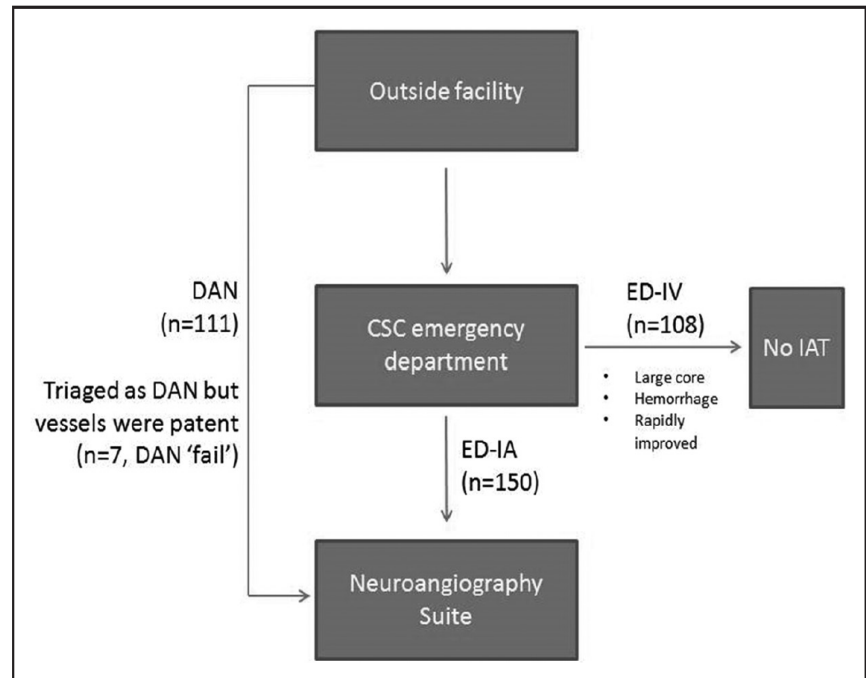 Outside facility
DAN
(n=111)
Triaged as DAN but
vessels were patent
(n=7, DAN ‘fail’)
CSC emergency
department
ED-IV
(n=108)
• Large core
• Hemorrhage
• Rapidly
improved
No IAT
ED-IA
(n=150)
Neuroangiography
Suite